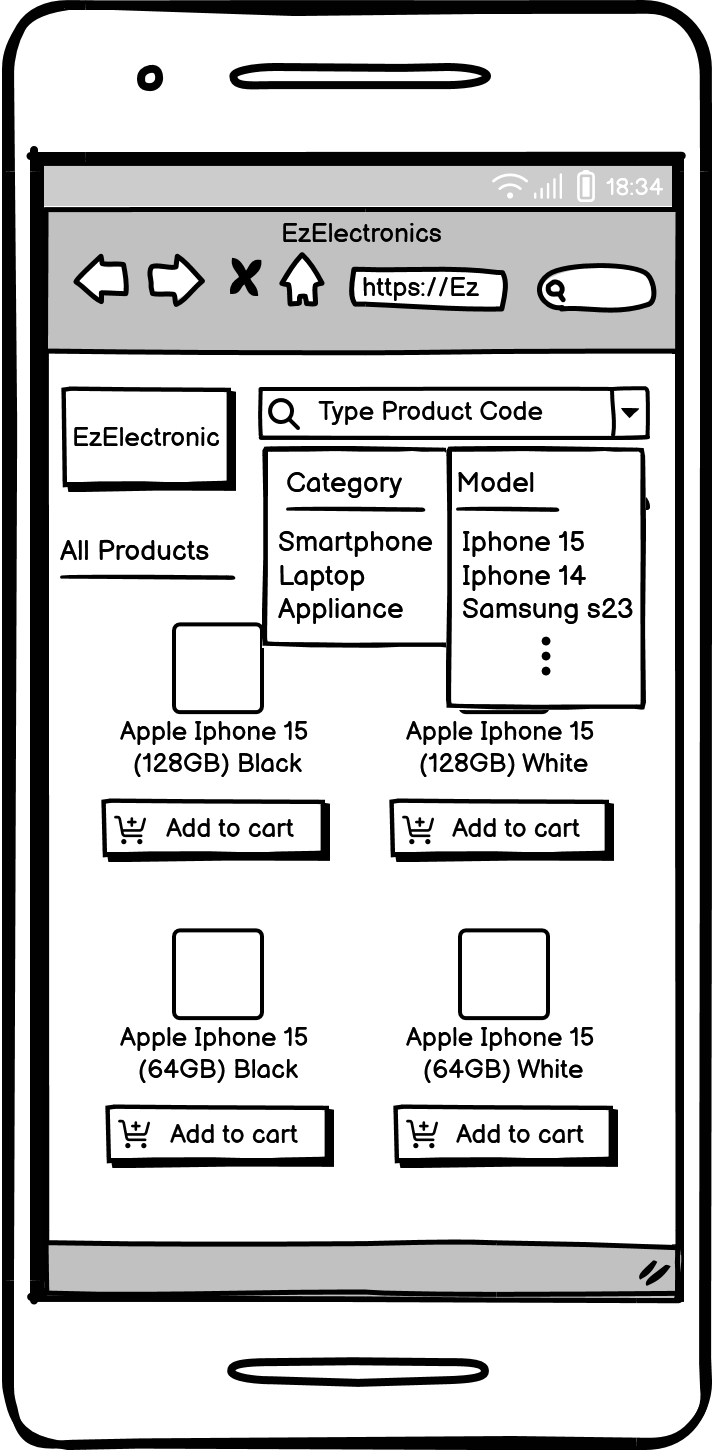 18:34
EzElectronics
https://Ez
EzElectronic
Type Product Code
Category
Smartphone
Laptop
Appliance
Model
Iphone 15
Iphone 14
Samsung s23
All Products
Apple Iphone 15
(128GB) Black
Add to cart
Apple Iphone 15
(128GB) White
Add to cart
Apple Iphone 15
(64GB) Black
Add to cart
Apple Iphone 15
(64GB) White
Add to cart